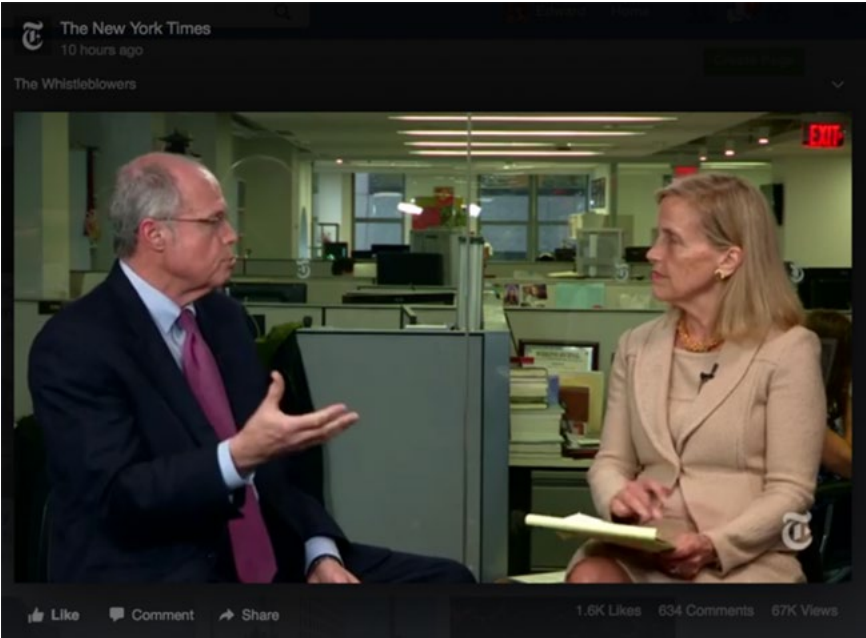 The New York Times
10 hours ago
The Whistleblowers
EXIT
Like Comment Share
1.6K Likes 634 Comments 67K Views